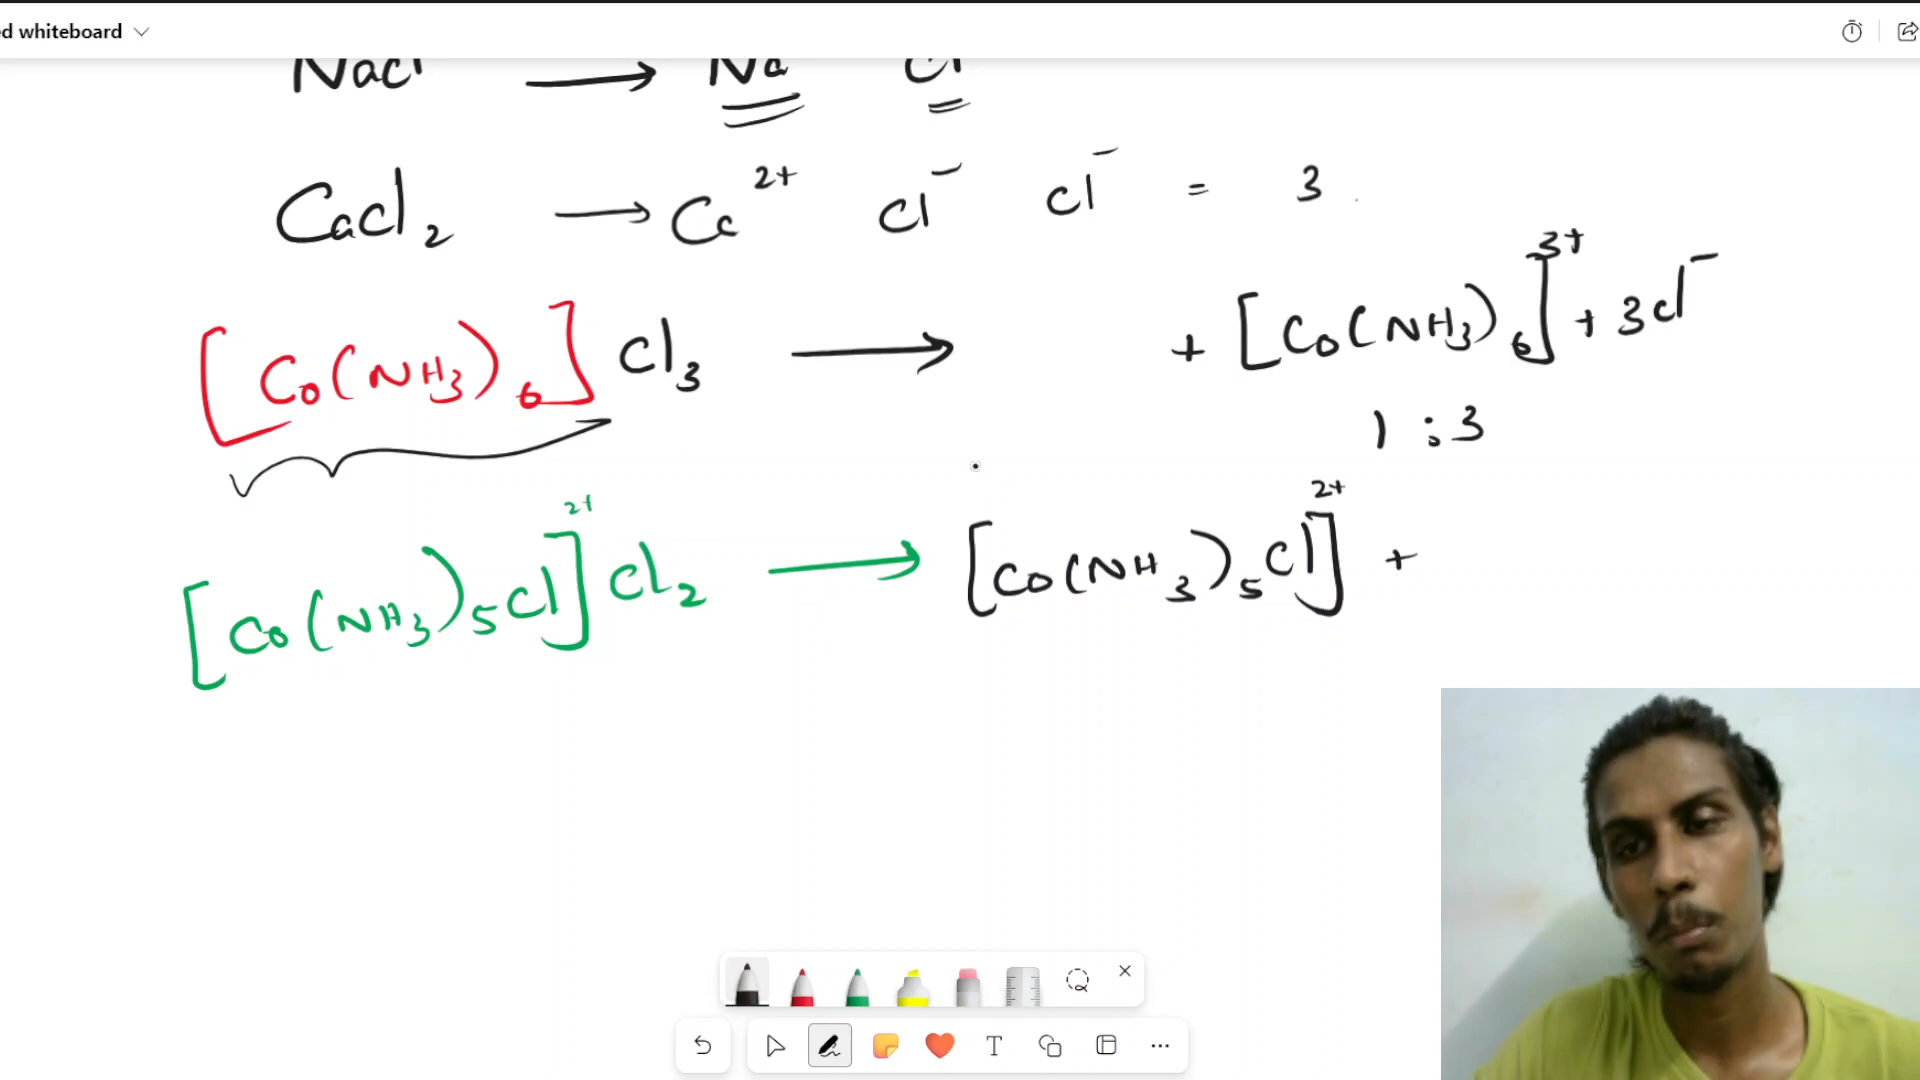 d whiteboard
NaCl → Na Cl
CaCl₂ → Ca²⁺ Cl⁻ Cl⁻ = 3
[Co(NH₃)₆]Cl₃ → + [Co(NH₃)₆]³⁺ + 3Cl⁻
1 : 3
[Co(NH₃)₅Cl]²⁺Cl₂ → [Co(NH₃)₅Cl]²⁺ +
T